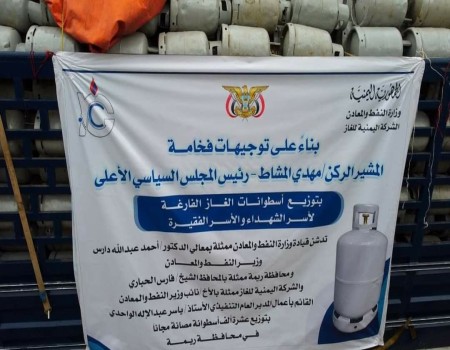 الجمهورية اليمنية
وزارة النفط والمعادن
الشركة اليمنية للغاز
بناءً على توجيهات فخامة
المشير الركن/مهدي المشاط - رئيس المجلس السياسي الأعلى
بتوزيع أسطوانات الغاز الفارغة
لأسر الشهداء والأسر الفقيرة
تدشن قيادة وزارة النفط والمعادن ممثلة بمعالي الدكتور/ أحمد عبدالله دارس
وزير النفط والمعادن
ومحافظة ريمة ممثلة بالمحافظ الشيخ/ فارس الحباري
والشركة اليمنية للغاز ممثلة بالأخ/ نائب وزير النفط والمعادن
القائم بأعمال المدير العام التنفيذي الأستاذ/ ياسر عبدالإله الواحدي
بتوزيع عشرة الف أسطوانة مصانة مجاناً
في محافظة ريمة